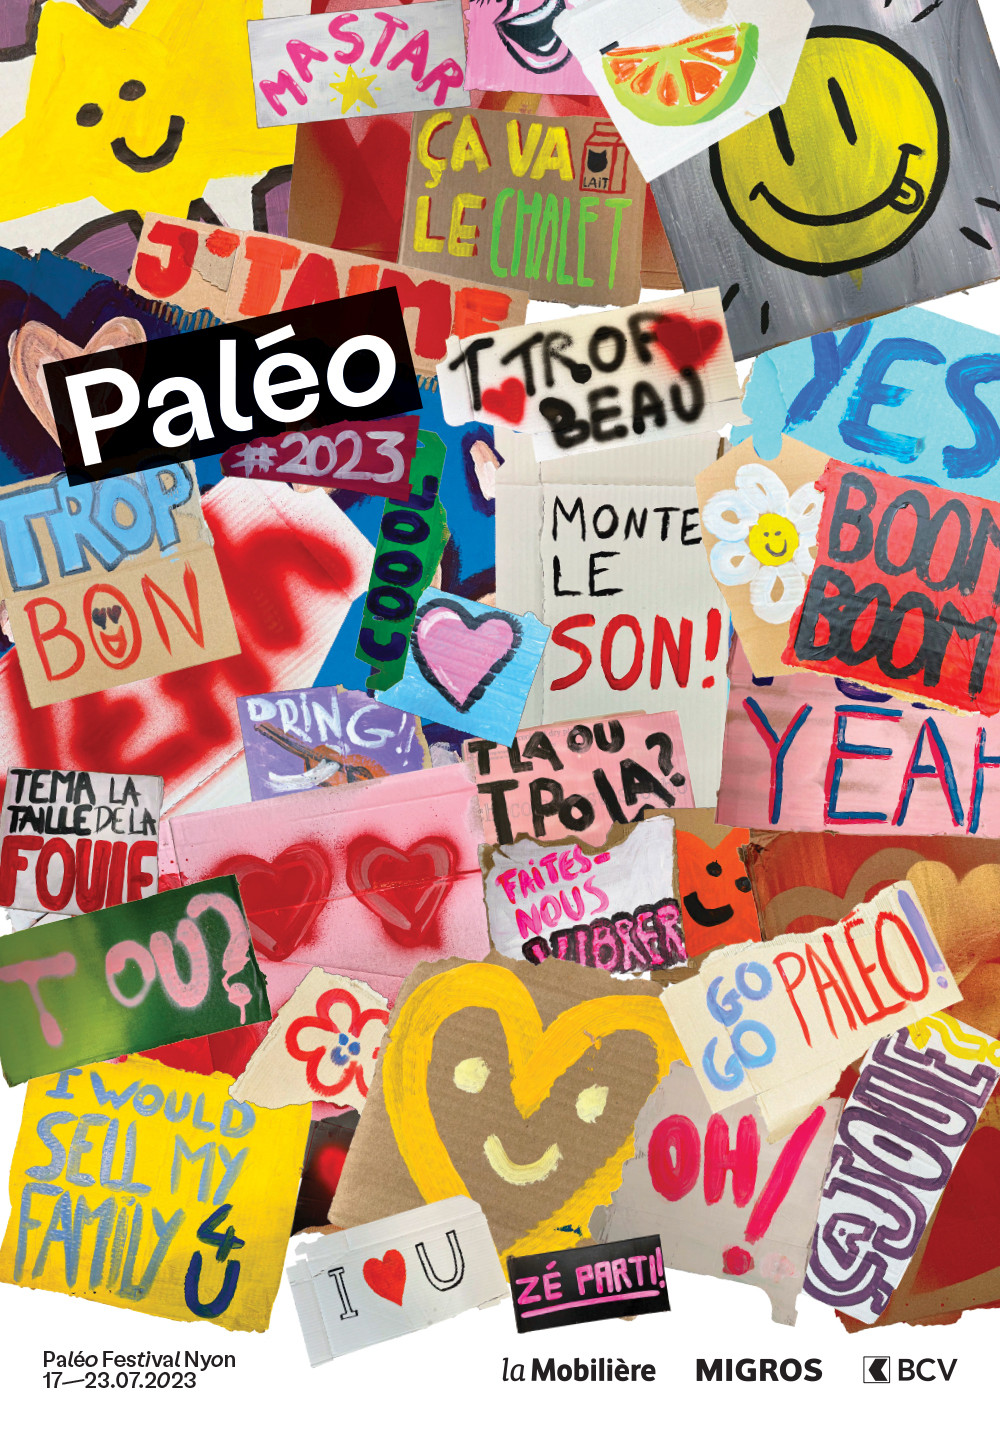 MASTAR
ÇA VA
LAIT
LE CHALET
J'TAIME
Paléo
#2023
T TROP
BEAU
YES
TROP
BON
COOOL
MONTE
LE
SON!
BOOM
BOOM
YEAH
DRING!!
T LA OU
T PO LA?
TEMA LA
TAILLE DE LA
FOULE
FAITES-
NOUS
VIBRER
T OU?
GO
GO
PALÉO!
I WOULD
SELL MY
FAMILY
4
U
OH!
ÇA JOUE
I ♥ U
ZÉ PARTI!
Paléo Festival Nyon
17—23.07.2023
la Mobilière
MIGROS
BCV